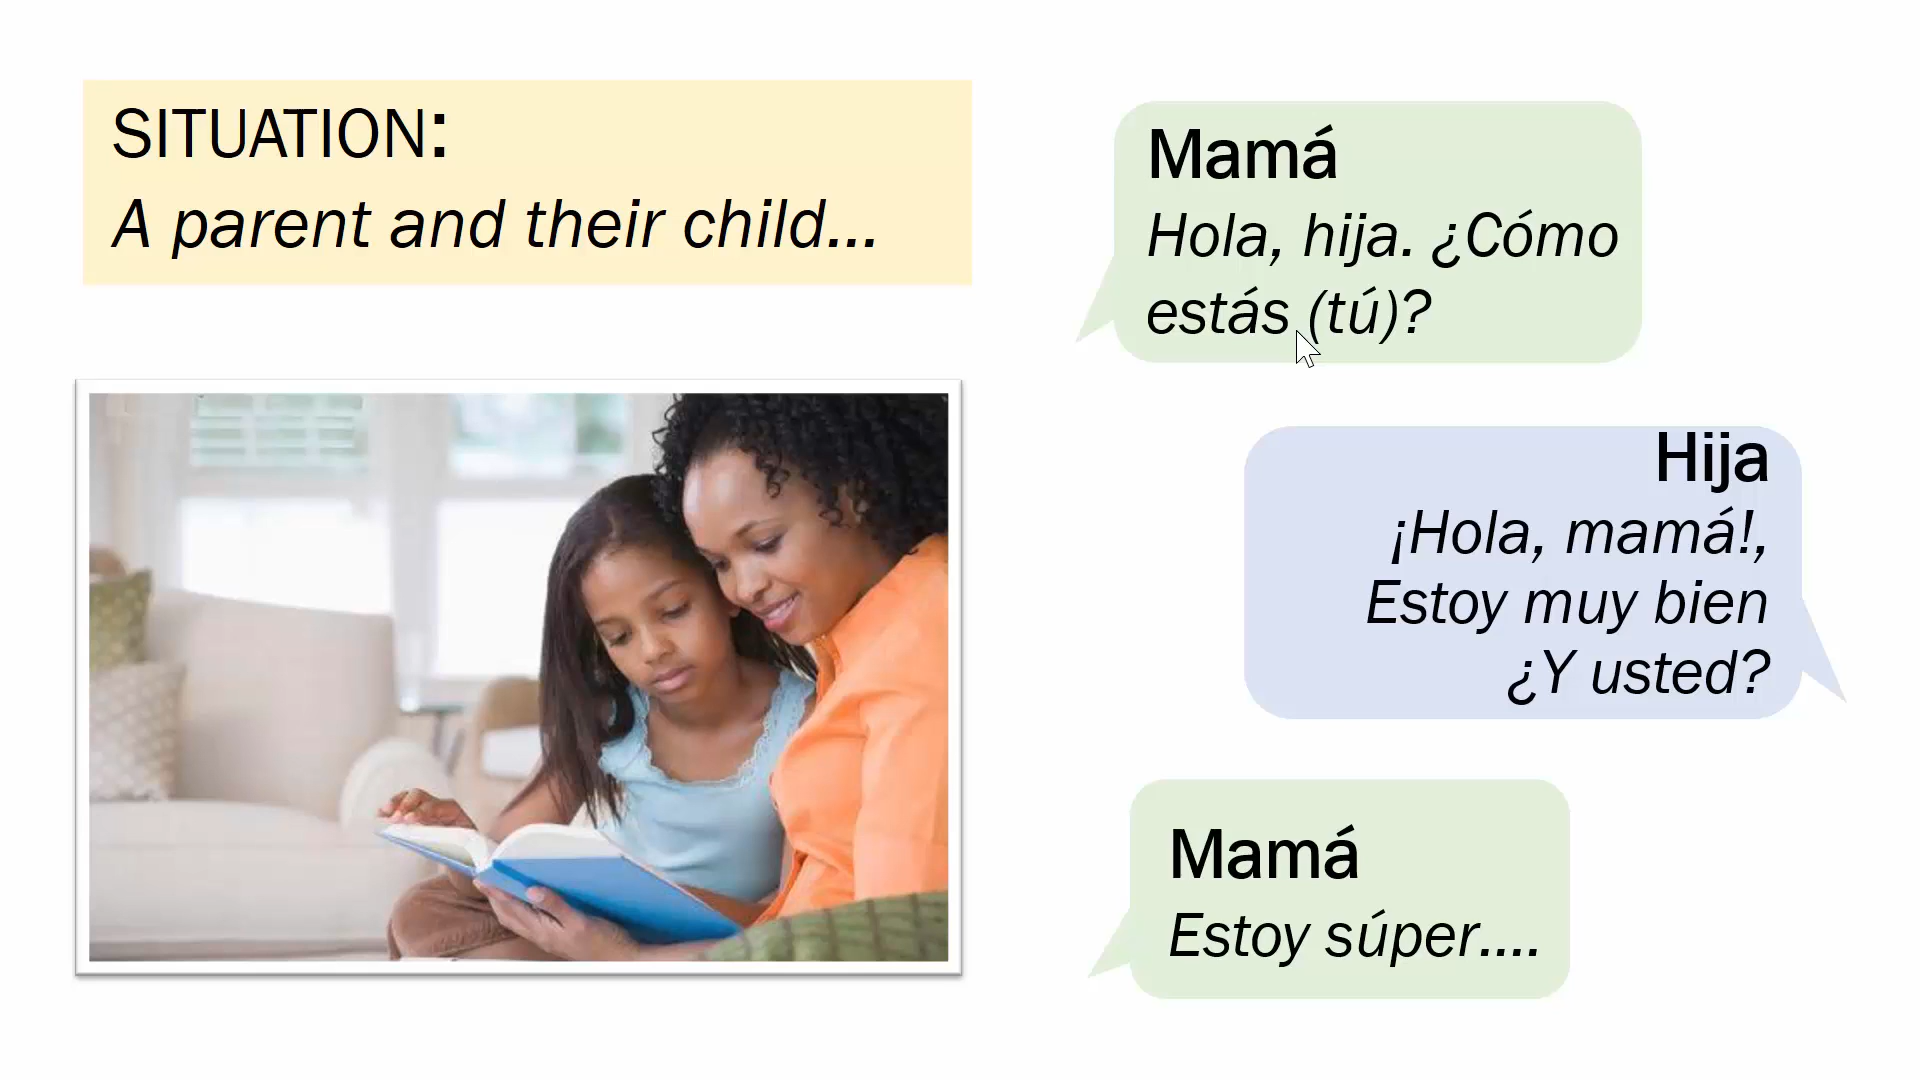 SITUATION:
A parent and their child...
Mamá
Hola, hija. ¿Cómo
estás (tú)?
Hija
¡Hola, mamá!,
Estoy muy bien
¿Y usted?
Mamá
Estoy súper....